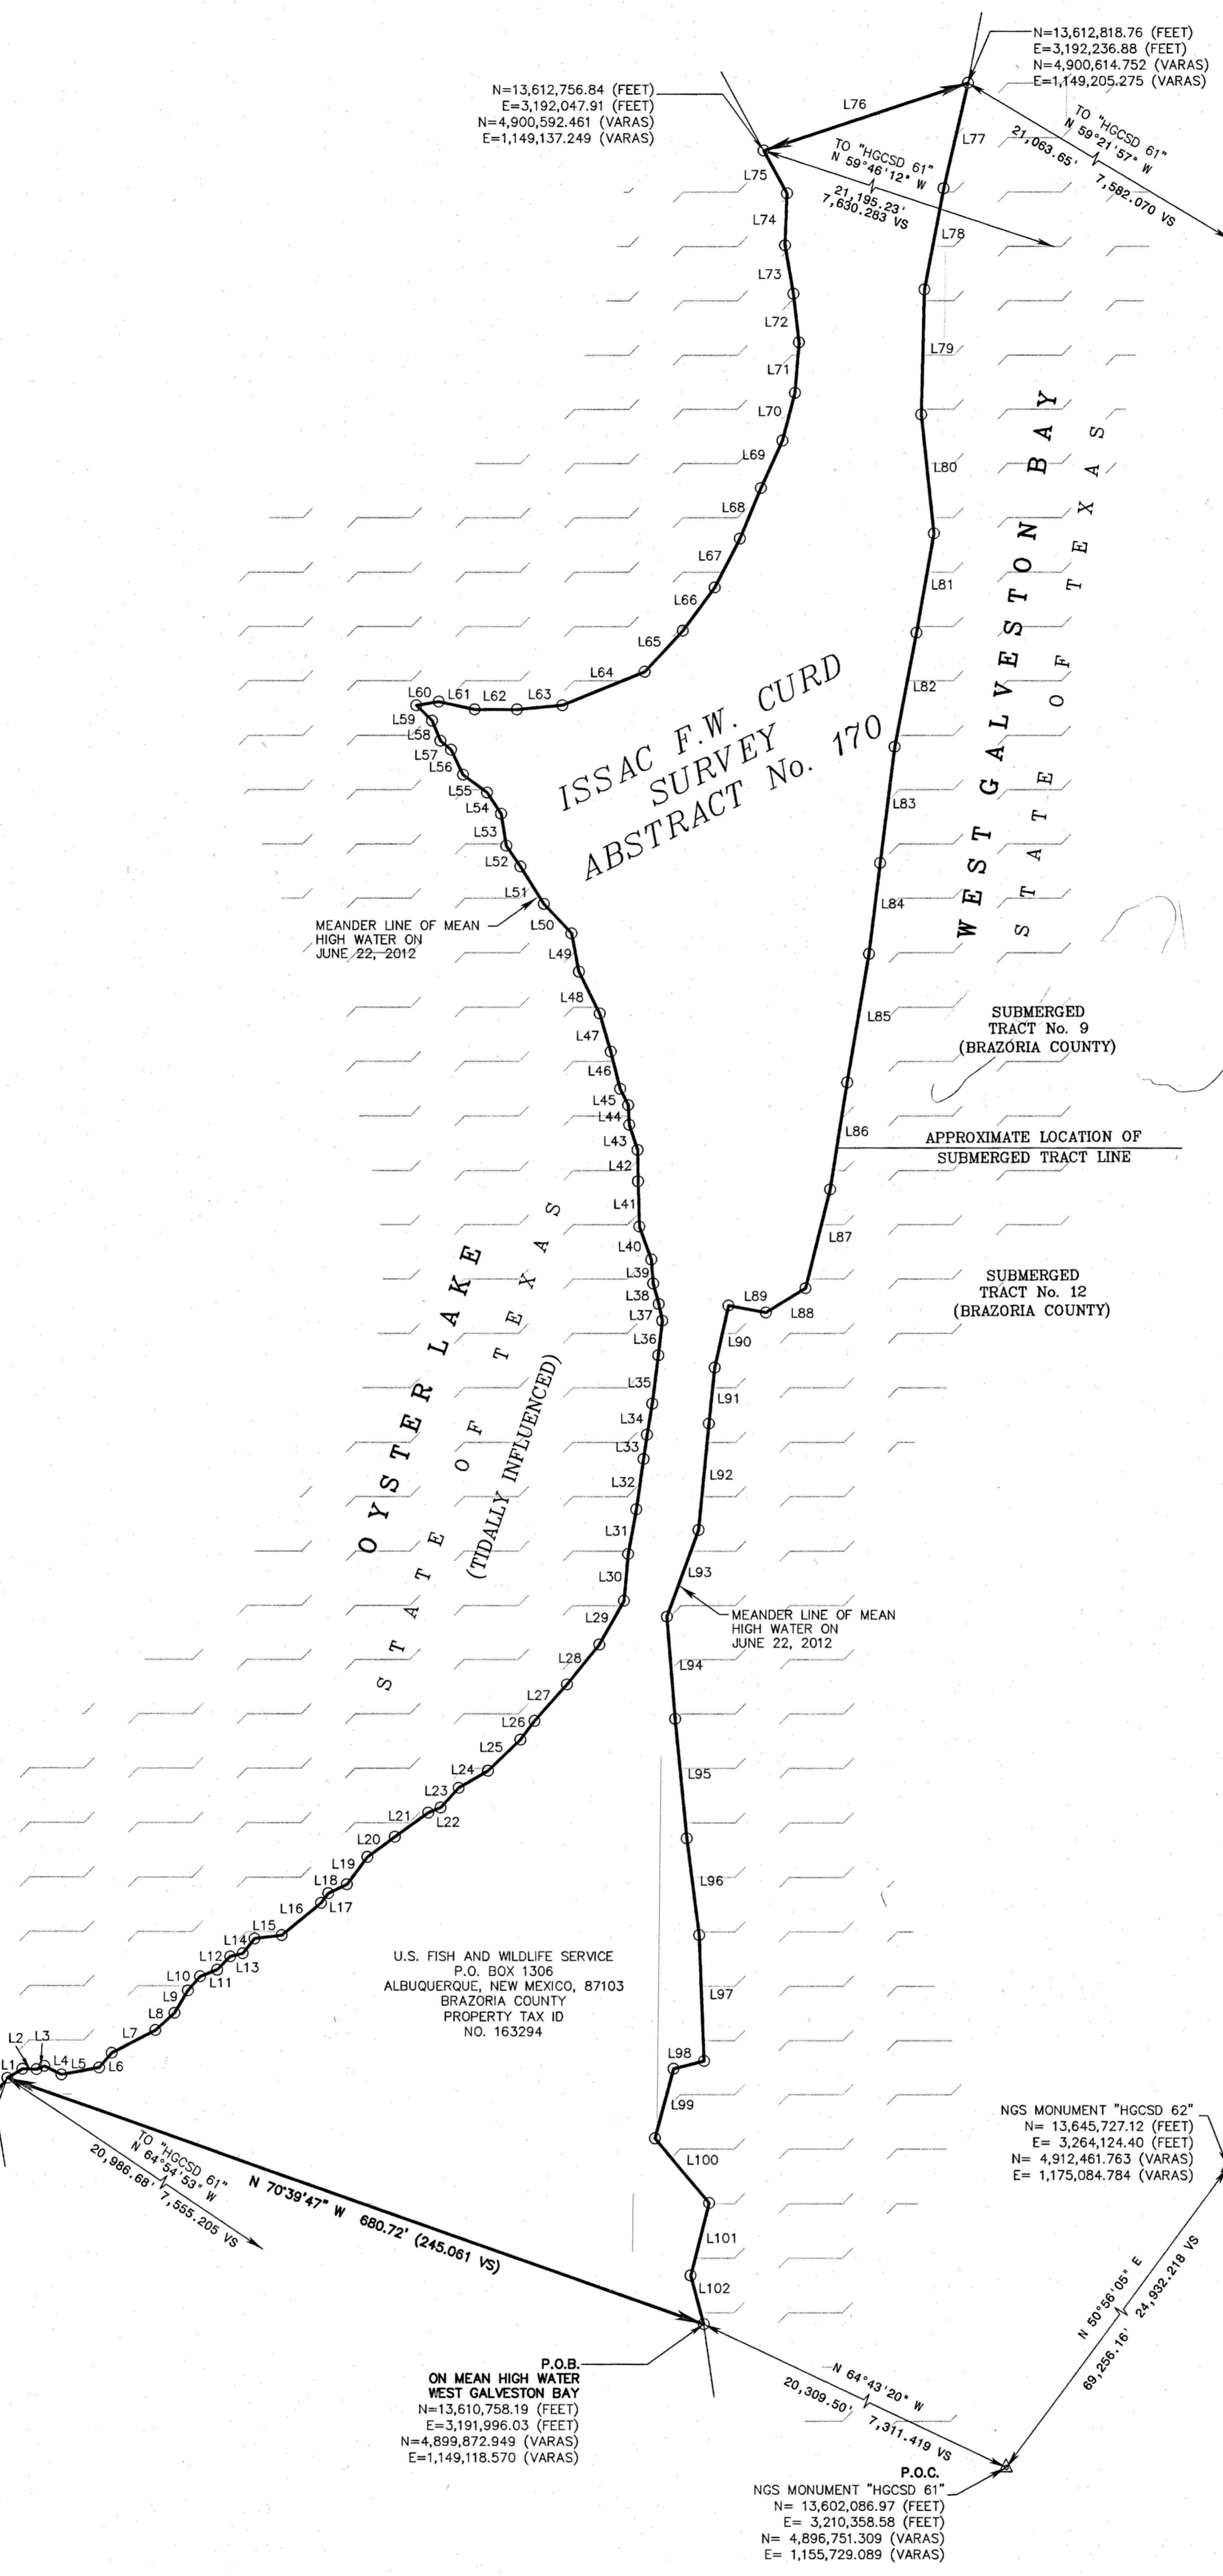 N=13,612,818.76 (FEET)
E=3,192,236.88 (FEET)
N=4,900,614.752 (VARAS)
E=1,149,205.275 (VARAS)
N=13,612,756.84 (FEET)
E=3,192,047.91 (FEET)
N=4,900,592.461 (VARAS)
E=1,149,137.249 (VARAS)
L76
L77
TO "HGCSD 61"
N 59°21'57" W
21,063.65' 7,582.070 VS
TO "HGCSD 61"
N 59°46'12" W
21,195.23'
7,630.283 VS
L75
L74
L78
L73
L72
L79
L71
L70
L69
L80
L68
L67
L81
L66
L65
L64
L82
L60
L61
L62
L63
L59
L58
L57
L56
L55
L54
L53
L52
L51
L50
L49
L48
L47
L46
L45
L44
L43
L42
L41
L40
L39
L38
L37
L36
L35
L34
L33
L32
L31
L30
L29
L28
L27
L26
L25
L24
L23
L22
L21
L20
L19
L18
L17
L16
L15
L14
L13
L12
L11
L10
L9
L8
L7
L6
L5
L4
L3
L2
L1
ISSAC F.W. CURD
SURVEY
ABSTRACT No. 170
WEST GALVESTON BAY
STATE OF TEXAS
L83
L84
L85
L86
L87
L88
L89
L90
L91
L92
L93
L94
L95
L96
L97
L98
L99
L100
L101
L102
MEANDER LINE OF MEAN
HIGH WATER ON
JUNE 22, 2012
SUBMERGED
TRACT No. 9
(BRAZORIA COUNTY)
APPROXIMATE LOCATION OF
SUBMERGED TRACT LINE
SUBMERGED
TRACT No. 12
(BRAZORIA COUNTY)
OYSTER LAKE
STATE OF TEXAS
(TIDALLY INFLUENCED)
MEANDER LINE OF MEAN
HIGH WATER ON
JUNE 22, 2012
U.S. FISH AND WILDLIFE SERVICE
P.O. BOX 1306
ALBUQUERQUE, NEW MEXICO, 87103
BRAZORIA COUNTY
PROPERTY TAX ID
NO. 163294
TO "HGCSD 61"
N 64°54'53" W
20,986.68' 7,555.205 VS
N 70°39'47" W 680.72' (245.061 VS)
NGS MONUMENT "HGCSD 62"
N= 13,645,727.12 (FEET)
E= 3,264,124.40 (FEET)
N= 4,912,461.763 (VARAS)
E= 1,175,084.784 (VARAS)
N 50°56'05" E
69,256.16' 24,932.218 VS
P.O.B.
ON MEAN HIGH WATER
WEST GALVESTON BAY
N=13,610,758.19 (FEET)
E=3,191,996.03 (FEET)
N=4,899,872.949 (VARAS)
E=1,149,118.570 (VARAS)
N 64°43'20" W
20,309.50' 7,311.419 VS
P.O.C.
NGS MONUMENT "HGCSD 61"
N= 13,602,086.97 (FEET)
E= 3,210,358.58 (FEET)
N= 4,896,751.309 (VARAS)
E= 1,155,729.089 (VARAS)